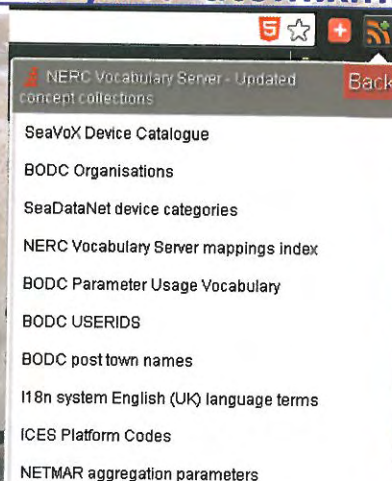 NERC Vocabulary Server - Updated
concept collections
Back
SeaVoX Device Catalogue
BODC Organisations
SeaDataNet device categories
NERC Vocabulary Server mappings index
BODC Parameter Usage Vocabulary
BODC USERIDS
BODC post town names
I18n system English (UK) language terms
ICES Platform Codes
NETMAR aggregation parameters